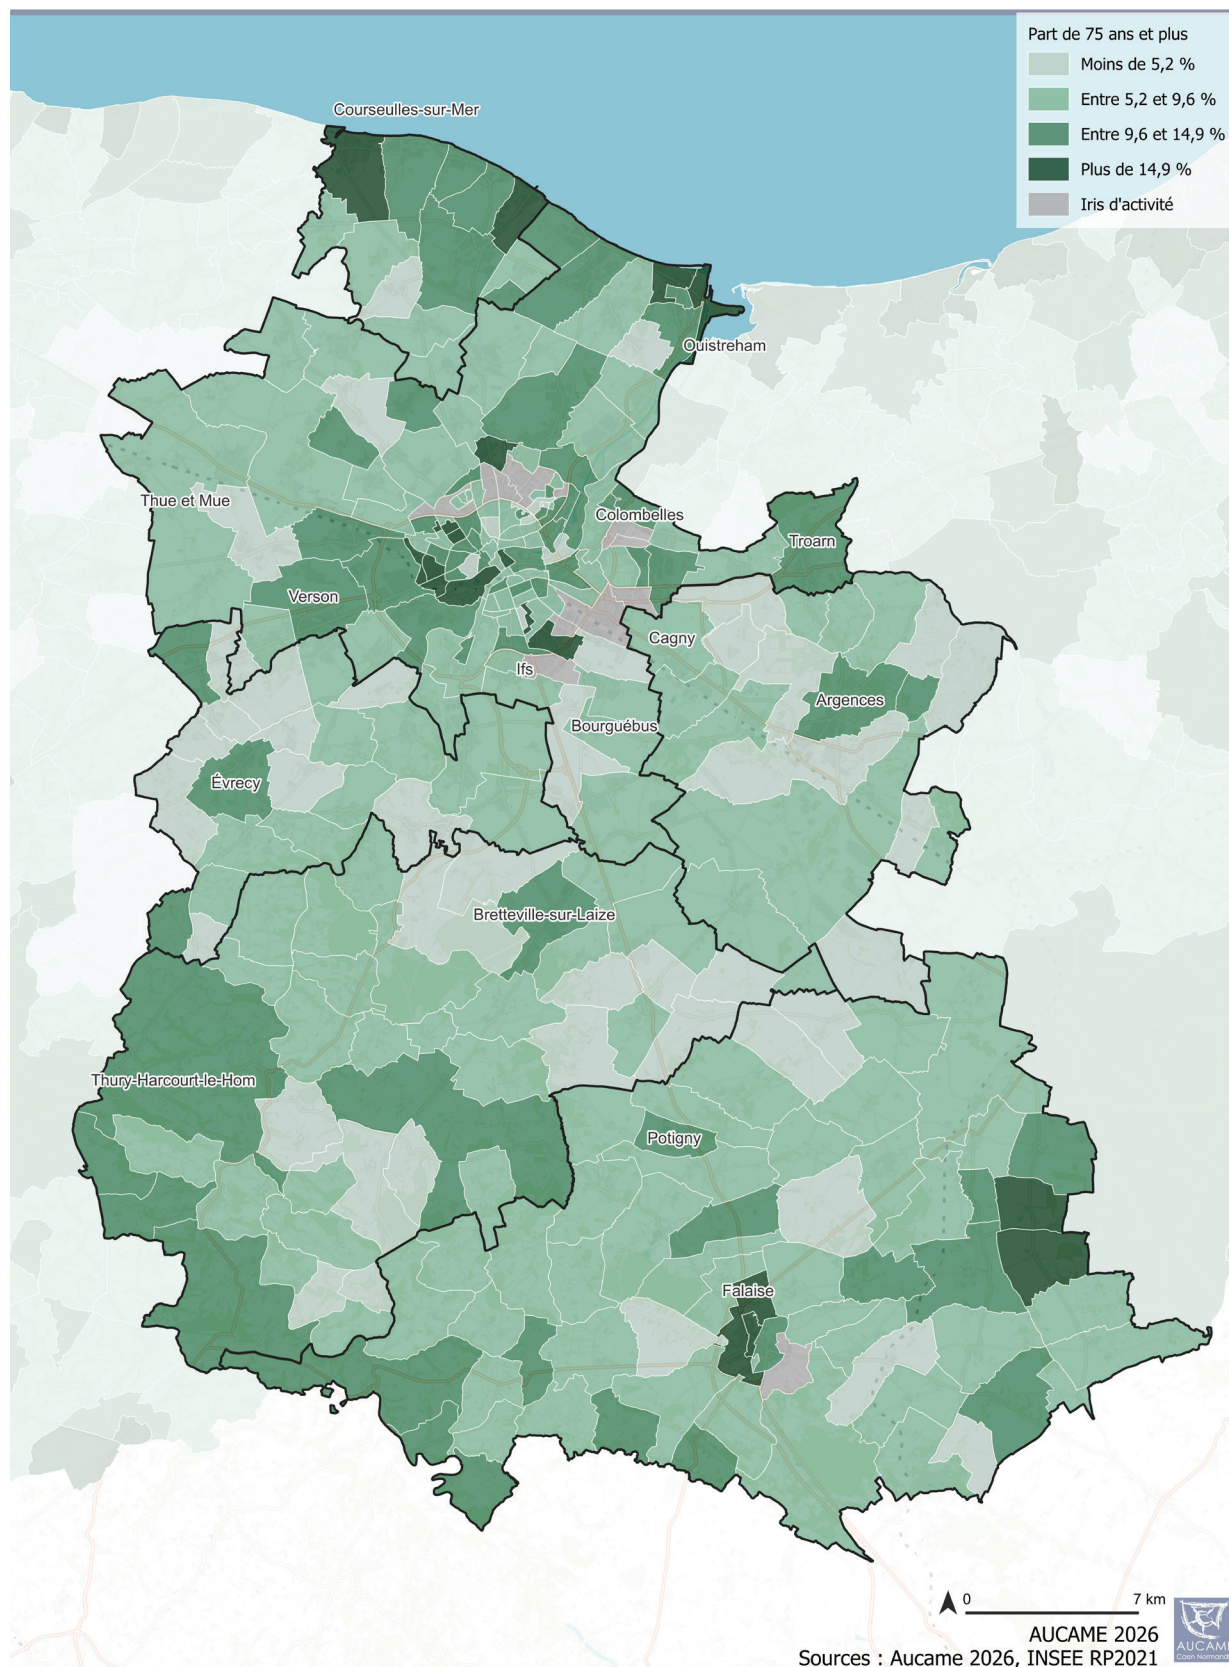 Part de 75 ans et plus
Moins de 5,2 %
Entre 5,2 et 9,6 %
Entre 9,6 et 14,9 %
Plus de 14,9 %
Iris d'activité
Courseulles-sur-Mer
Ouistreham
Thue et Mue
Colombelles
Troarn
Verson
Cagny
Ifs
Argences
Bourguébus
Évrecy
Bretteville-sur-Laize
Thury-Harcourt-le-Hom
Potigny
Falaise
0 7 km
AUCAME 2026
Sources : Aucame 2026, INSEE RP2021
AUCAME
Caen Normandie